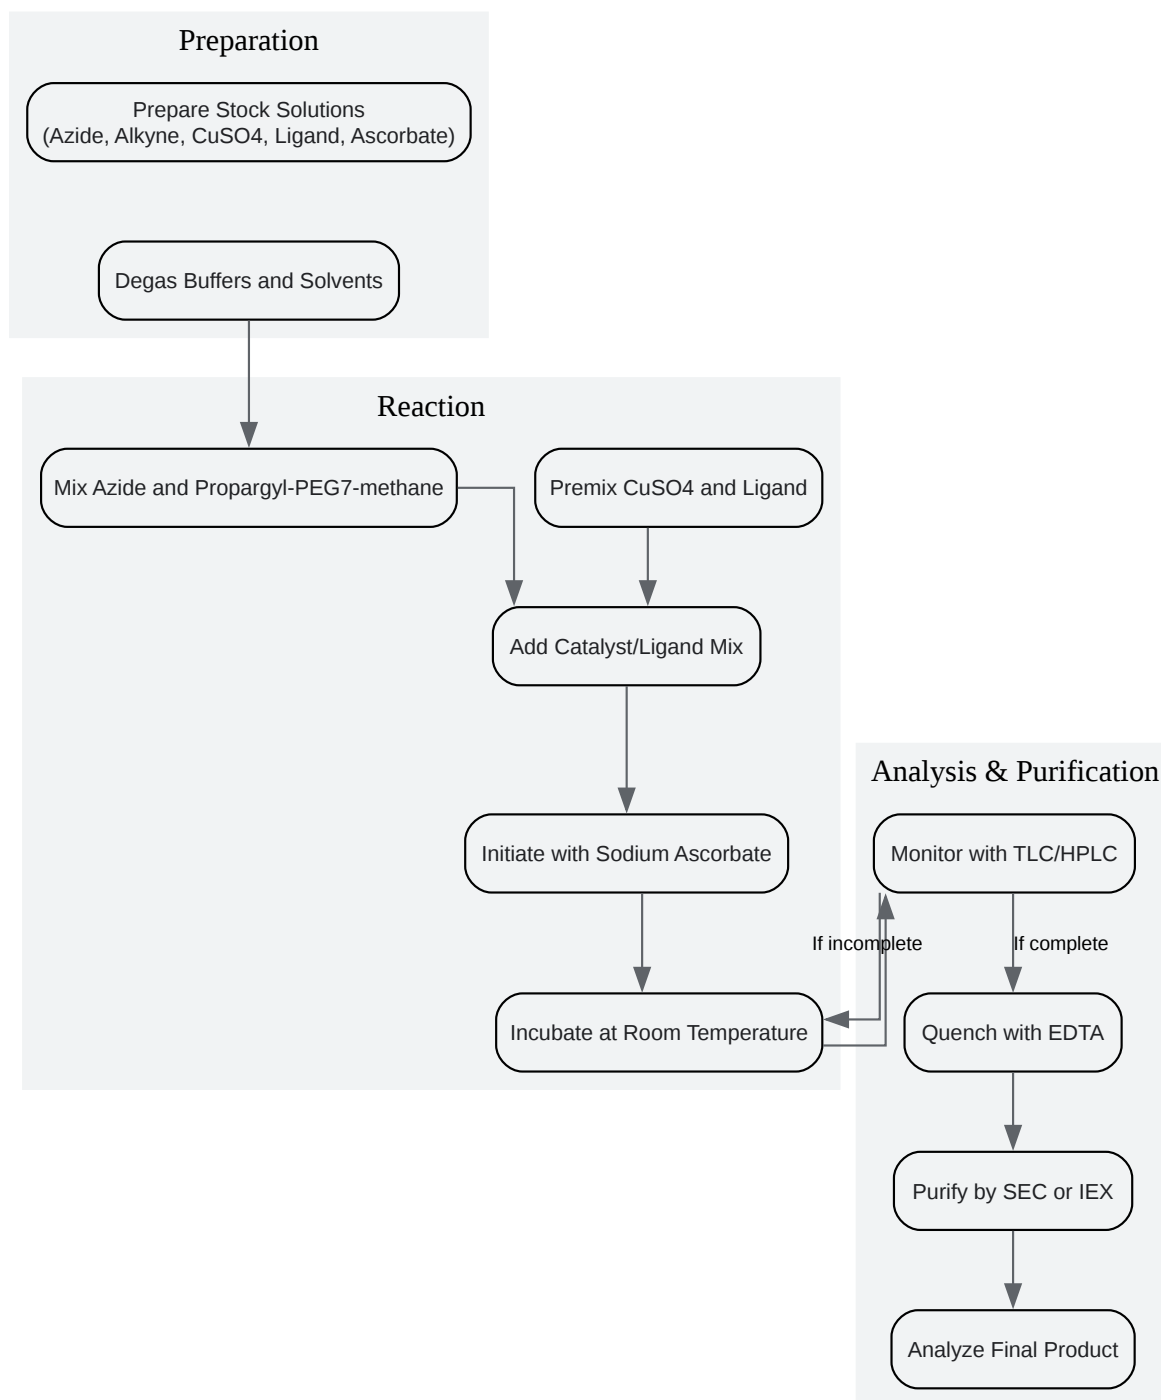 Preparation
Prepare Stock Solutions
(Azide, Alkyne, CuSO4, Ligand, Ascorbate)
Degas Buffers and Solvents
Reaction
Mix Azide and Propargyl-PEG7-methane
Premix CuSO4 and Ligand
Add Catalyst/Ligand Mix
Initiate with Sodium Ascorbate
Incubate at Room Temperature
Analysis & Purification
Monitor with TLC/HPLC
If incomplete
If complete
Quench with EDTA
Purify by SEC or IEX
Analyze Final Product